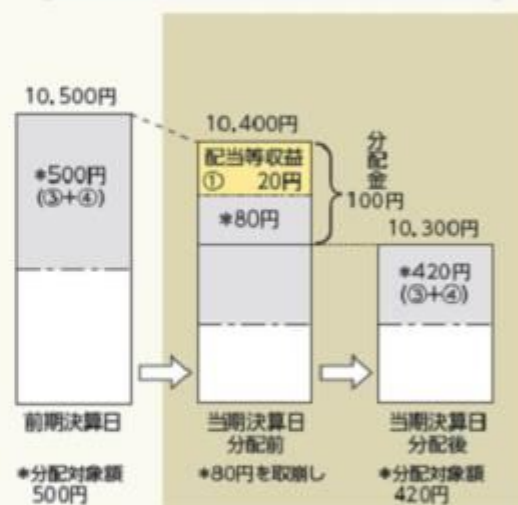 10,500円
*500円
(③+④)
10,400円
配当等収益
① 20円
*80円
分配金
100円
10,300円
*420円
(③+④)
前期決算日
当期決算日
分配前
当期決算日
分配後
*分配対象額
500円
*80円を取崩し
*分配対象額
420円